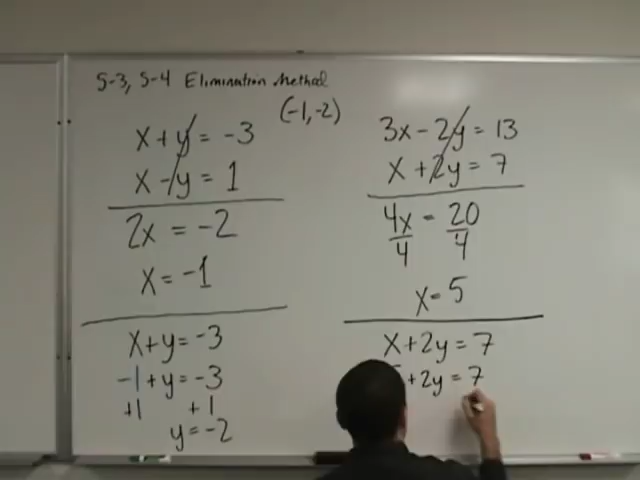 5-3, 5-4 Elimination Method
(-1,-2)
x + y = -3
x - y = 1
2x = -2
x = -1
x + y = -3
-1 + y = -3
+1 +1
y = -2
3x - 2y = 13
x + 2y = 7
4x = 20
4 4
x = 5
x + 2y = 7
+ 2y = 7